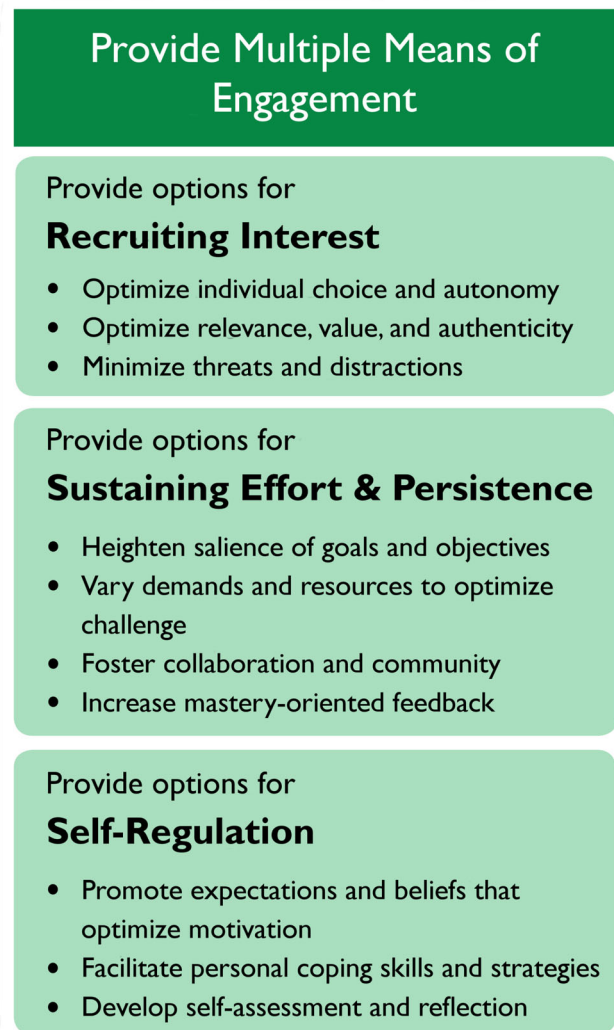 Provide Multiple Means of
Engagement
Provide options for
Recruiting Interest
• Optimize individual choice and autonomy
• Optimize relevance, value, and authenticity
• Minimize threats and distractions
Provide options for
Sustaining Effort & Persistence
• Heighten salience of goals and objectives
• Vary demands and resources to optimize
challenge
• Foster collaboration and community
• Increase mastery-oriented feedback
Provide options for
Self-Regulation
• Promote expectations and beliefs that
optimize motivation
• Facilitate personal coping skills and strategies
• Develop self-assessment and reflection